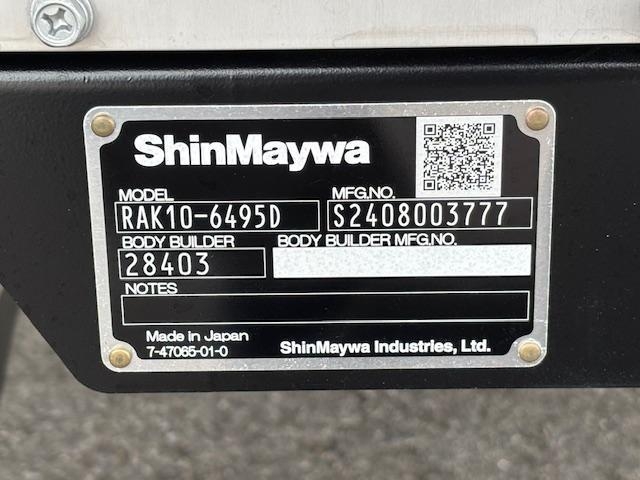 ShinMaywa
MODEL MFG.NO.
RAK10-6495D S2408003777
BODY BUILDER BODY BUILDER MFG.NO.
28403
NOTES
Made in Japan
7-47065-01-0 ShinMaywa Industries, Ltd.